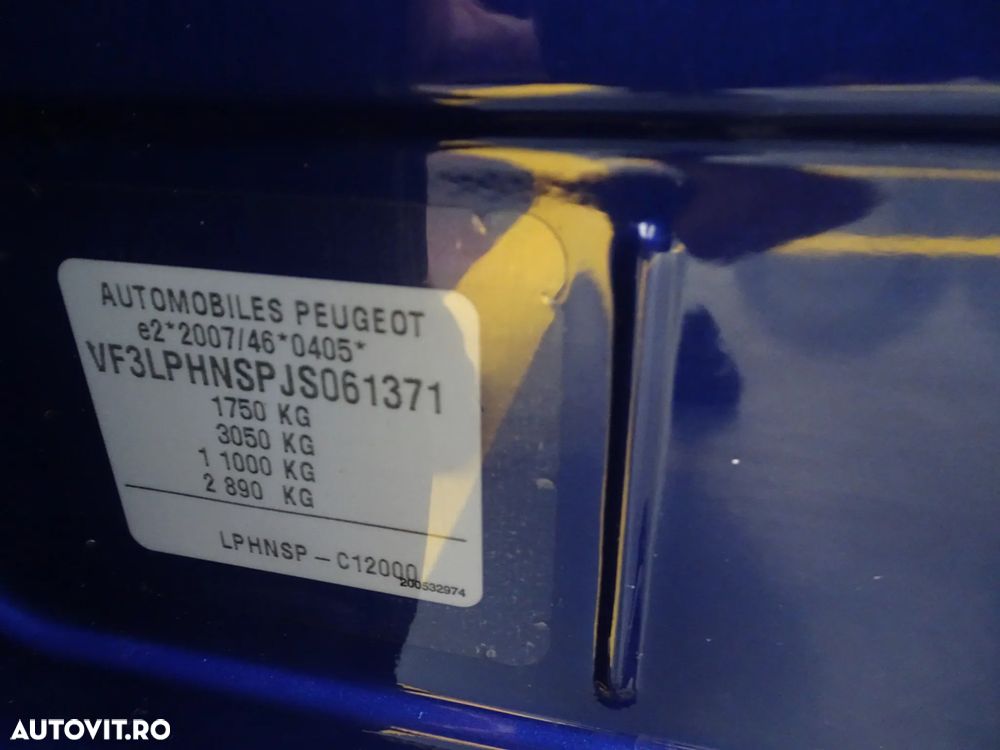 AUTOMOBILES PEUGEOT
e2*2007/46*0405*
VF3LPHNSPJS061371
1750 KG
3050 KG
1 1000 KG
2 890 KG
LPHNSP - C12000
200532974
AUTOVIT.RO